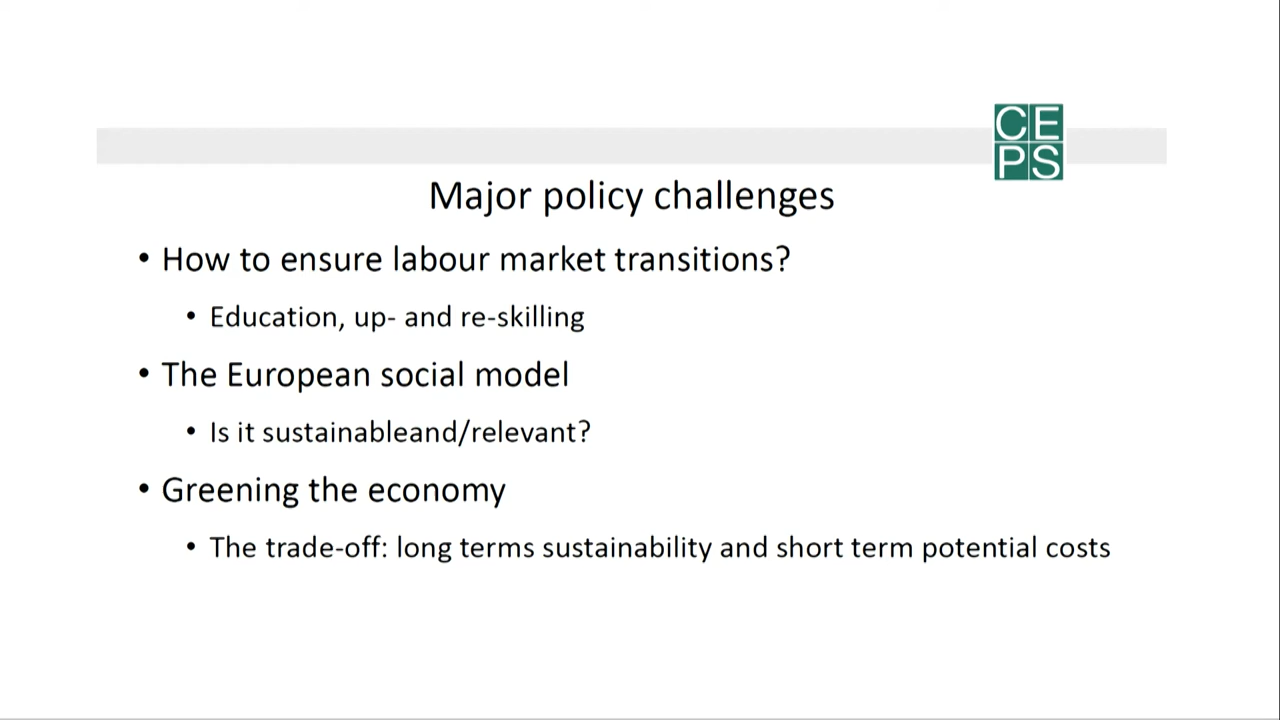 CE
PS
Major policy challenges
• How to ensure labour market transitions?
• Education, up- and re-skilling
• The European social model
• Is it sustainableand/relevant?
• Greening the economy
• The trade-off: long terms sustainability and short term potential costs